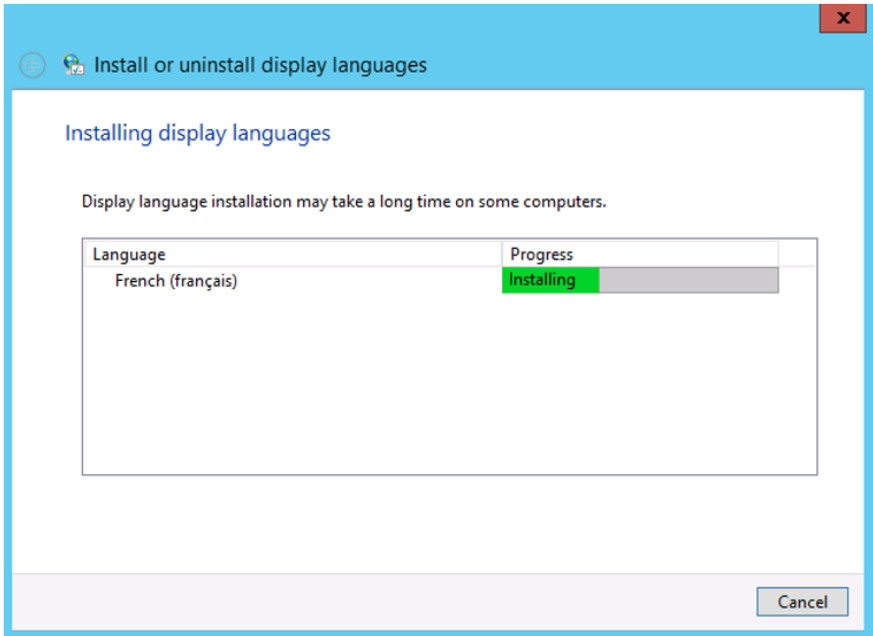 x
Install or uninstall display languages
Installing display languages
Display language installation may take a long time on some computers.
Language Progress
French (français) Installing
Cancel